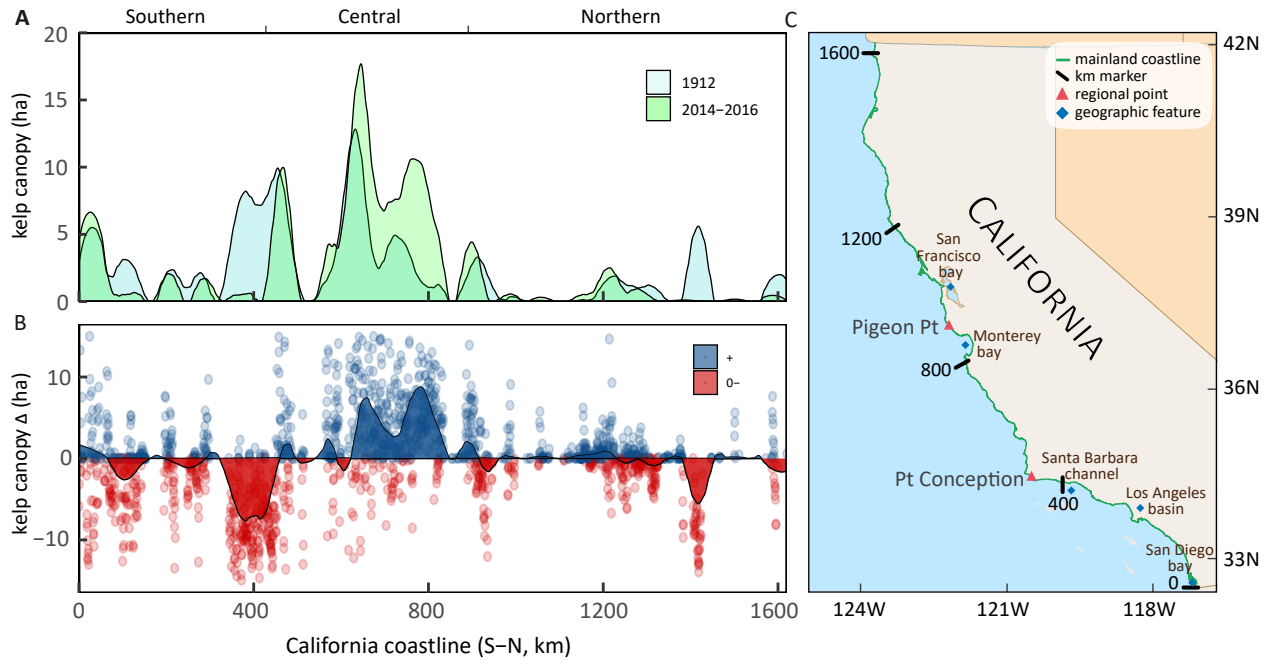 A
Southern
Central
Northern
kelp canopy (ha)
20
15
10
5
0
1912
2014−2016
B
kelp canopy Δ (ha)
10
0
−10
+
0-
0
400
800
1200
1600
California coastline (S−N, km)
C
1600
mainland coastline
km marker
regional point
geographic feature
42N
39N
36N
33N
CALIFORNIA
1200
San
Francisco
bay
Pigeon Pt
Monterey
bay
800
Santa Barbara
channel
Pt Conception
400
Los Angeles
basin
San Diego
bay
0
124W
121W
118W